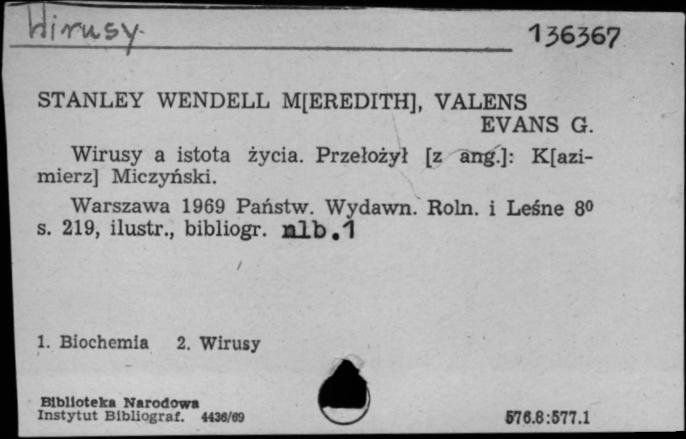 Wirusy.
136367
STANLEY WENDELL M[EREDITH], VALENS
EVANS G.
Wirusy a istota życia. Przełożył [z ang.]: K[azi-
mierz] Miczyński.
Warszawa 1969 Państw. Wydawn. Roln. i Leśne 8⁰
s. 219, ilustr., bibliogr. nlb.1
1. Biochemia 2. Wirusy
Biblioteka Narodowa
Instytut Bibliograf. 4436/69
576.8:577.1